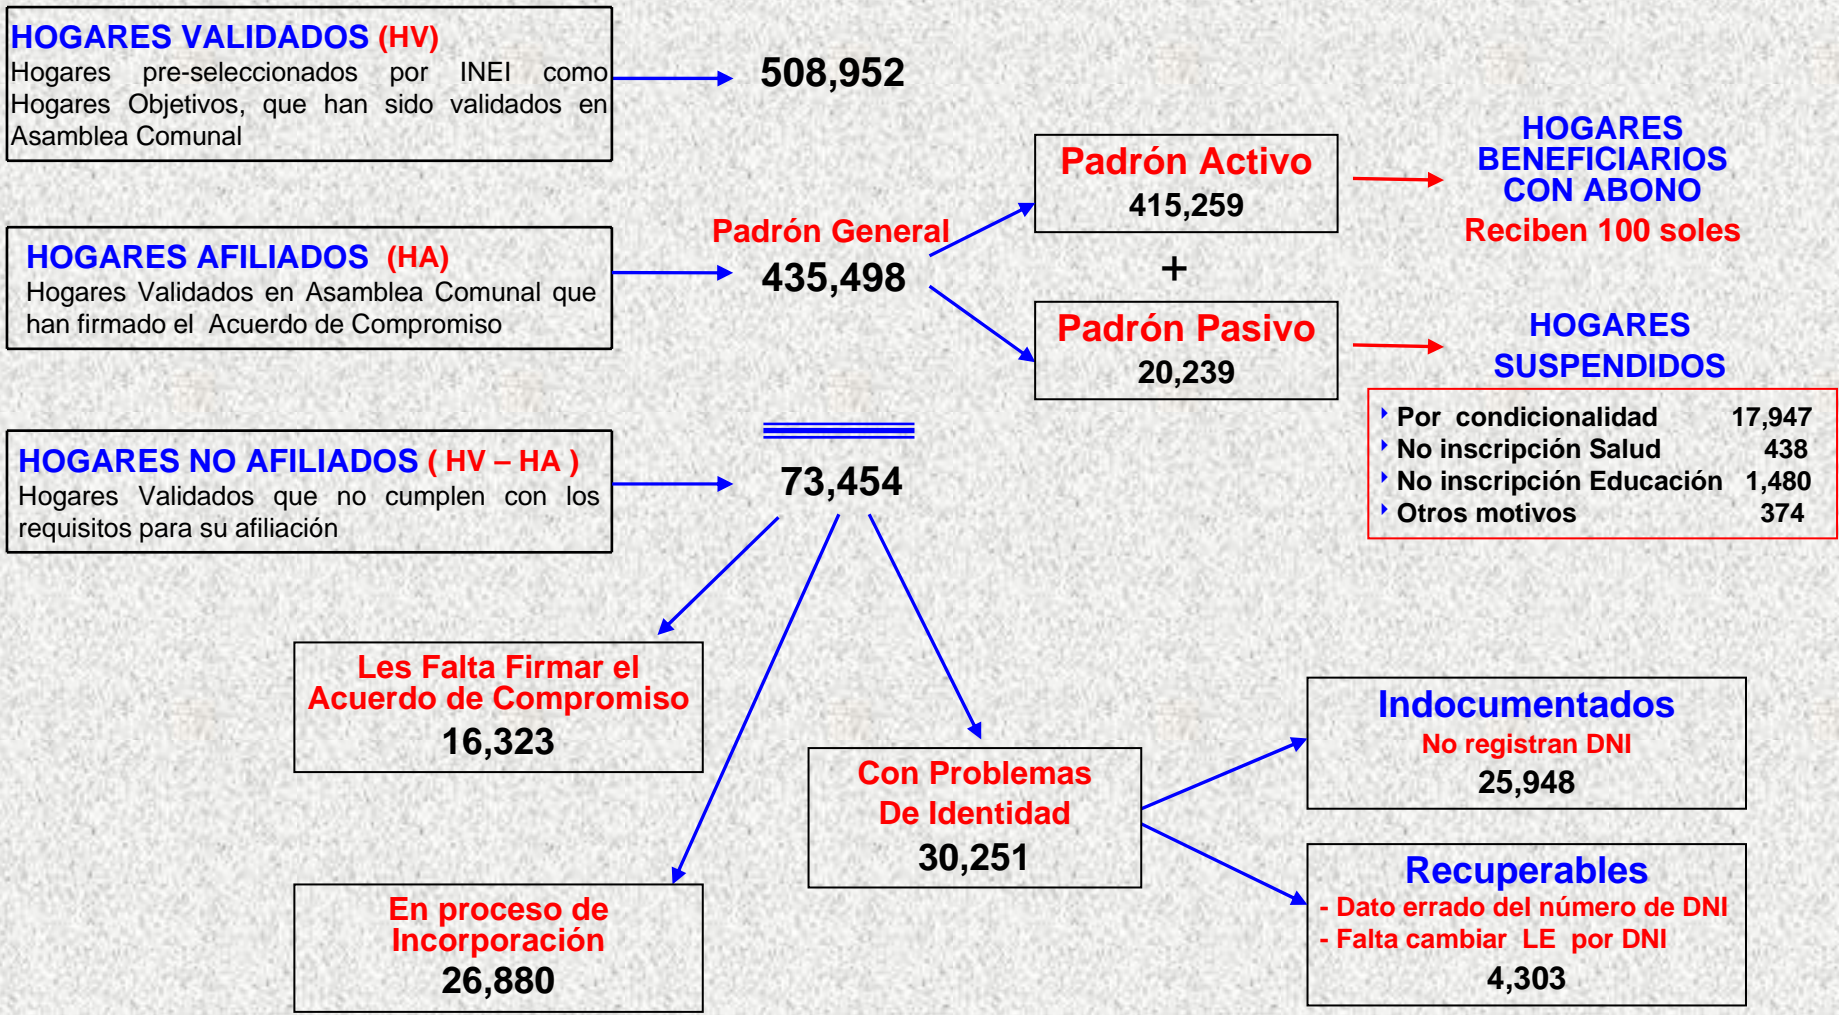 HOGARES VALIDADOS (HV)
Hogares pre-seleccionados por INEI como
Hogares Objetivos, que han sido validados en
Asamblea Comunal
508,952
HOGARES AFILIADOS (HA)
Hogares Validados en Asamblea Comunal que
han firmado el Acuerdo de Compromiso
Padrón General
435,498
Padrón Activo
415,259
+
Padrón Pasivo
20,239
HOGARES
BENEFICIARIOS
CON ABONO
Reciben 100 soles
HOGARES
SUSPENDIDOS
Por condicionalidad 17,947
No inscripción Salud 438
No inscripción Educación 1,480
Otros motivos 374
HOGARES NO AFILIADOS ( HV – HA )
Hogares Validados que no cumplen con los
requisitos para su afiliación
73,454
Les Falta Firmar el
Acuerdo de Compromiso
16,323
En proceso de
Incorporación
26,880
Con Problemas
De Identidad
30,251
Indocumentados
No registran DNI
25,948
Recuperables
- Dato errado del número de DNI
- Falta cambiar LE por DNI
4,303